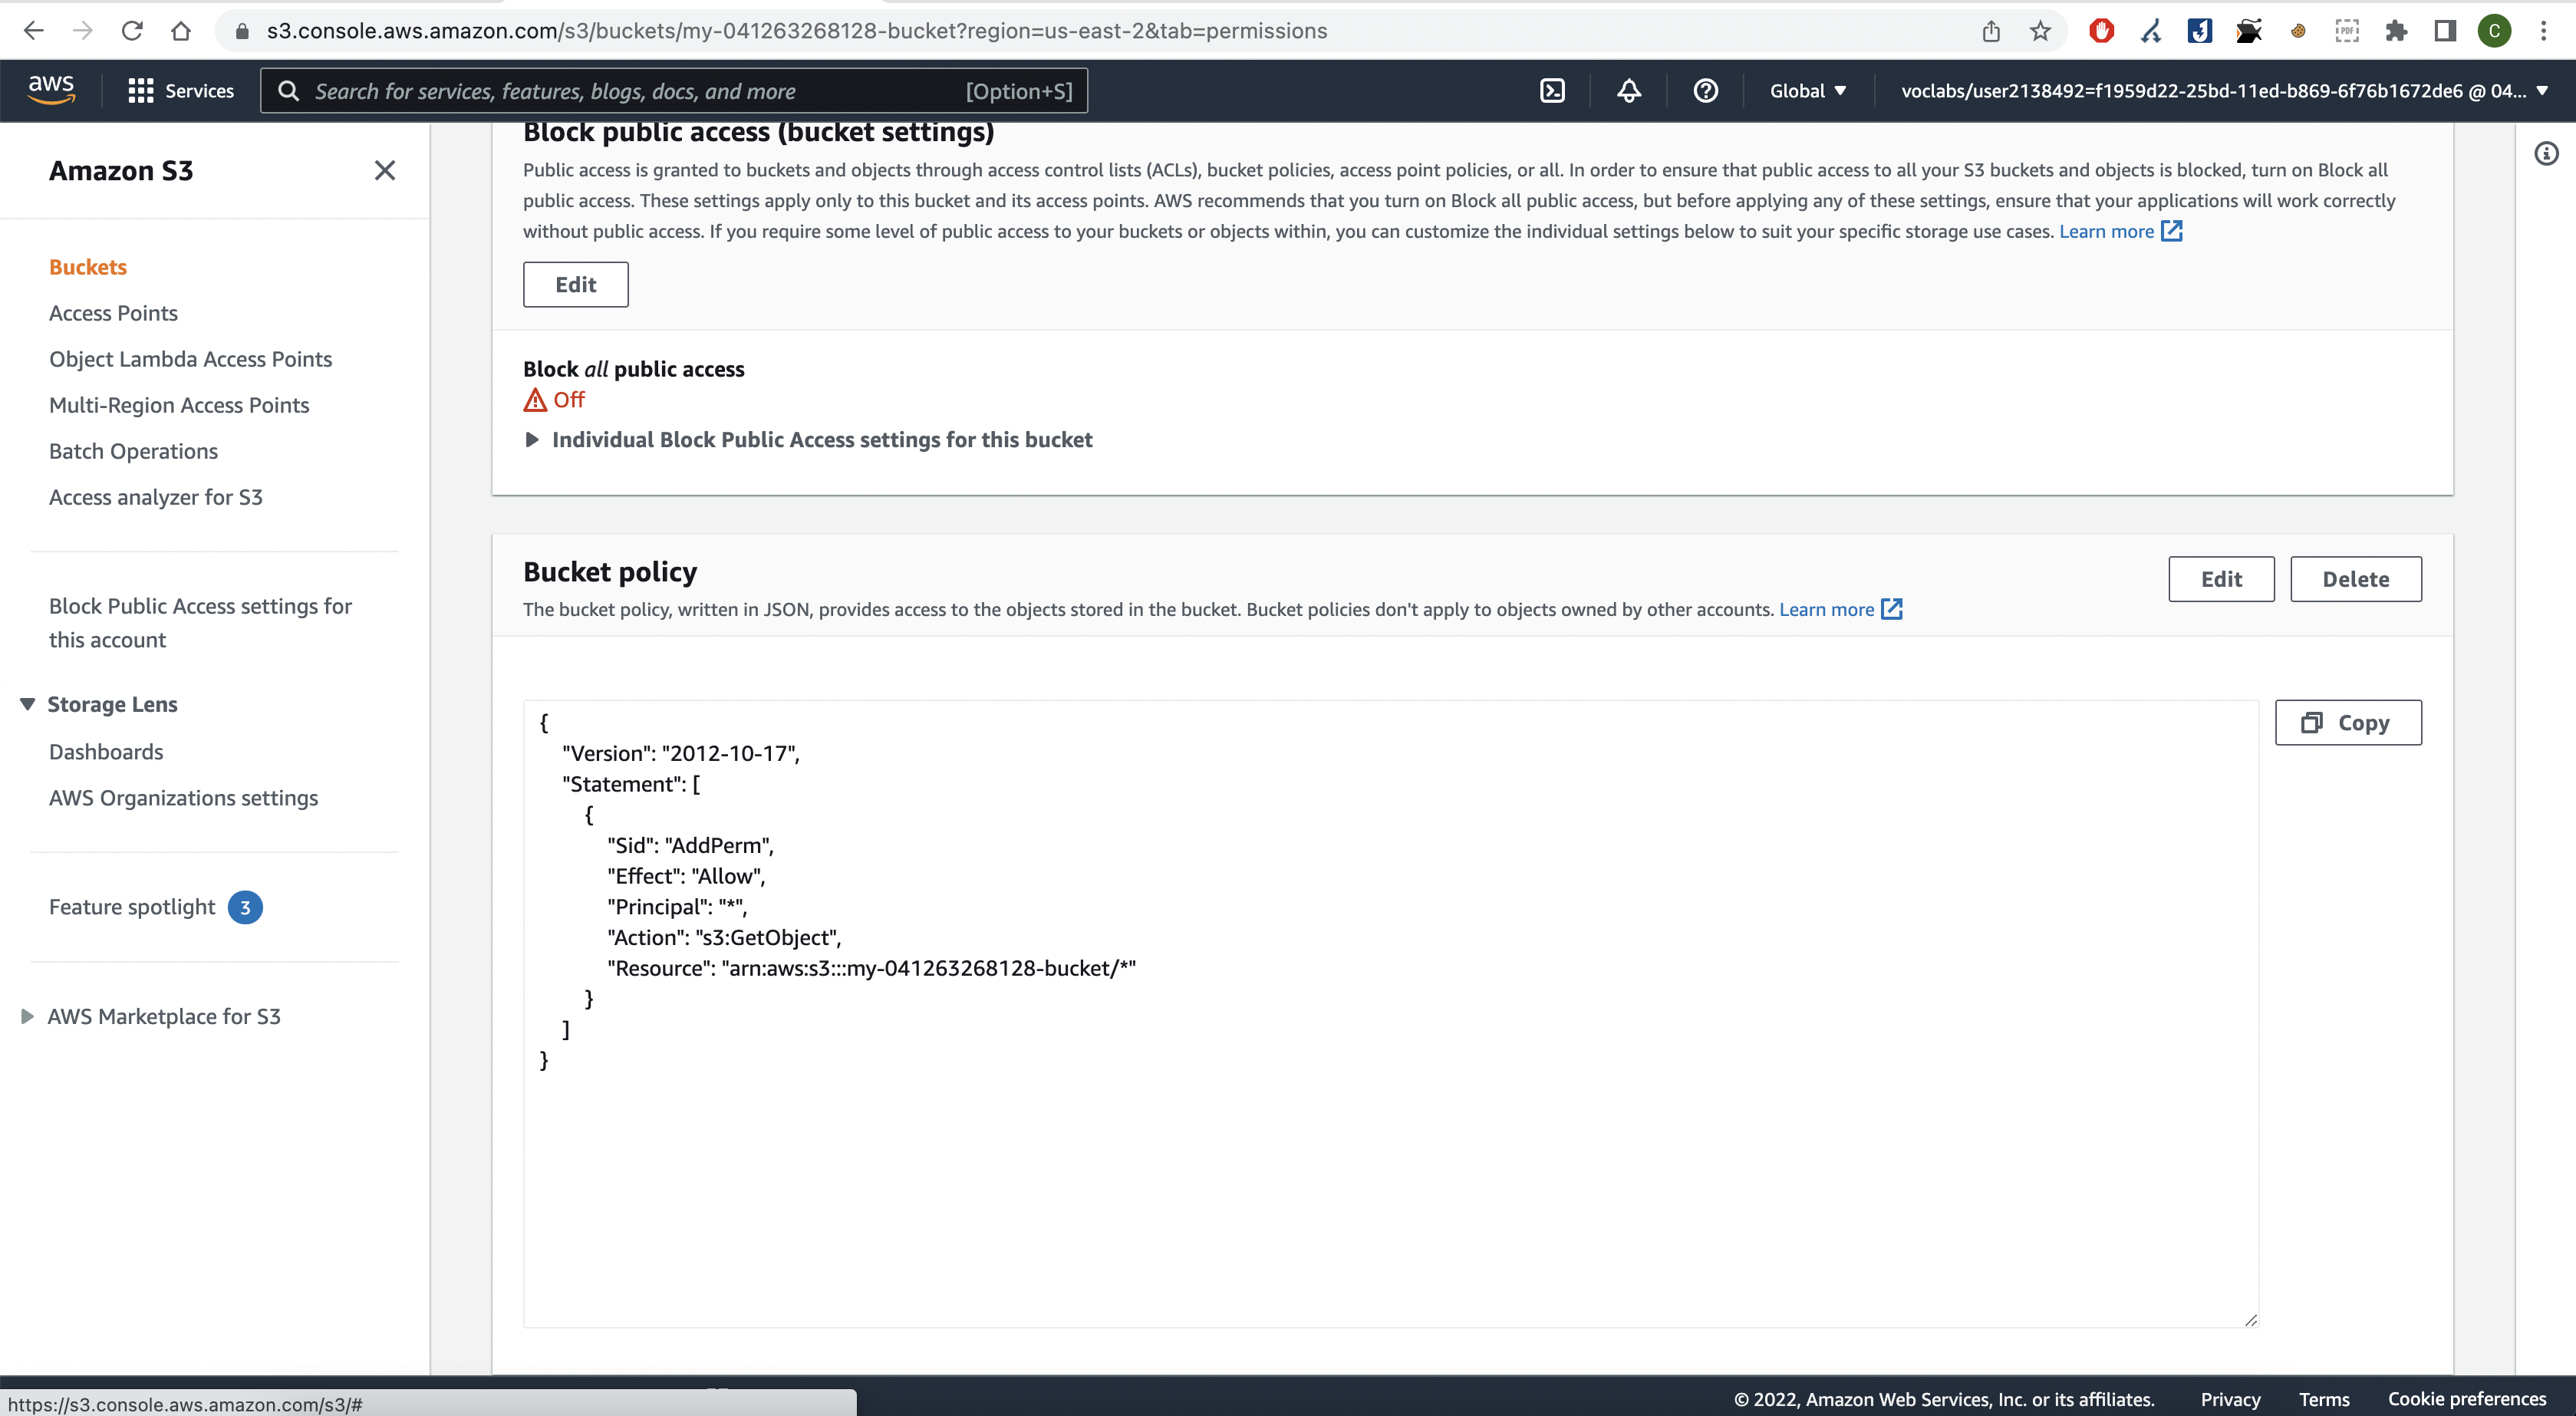 s3.console.aws.amazon.com/s3/buckets/my-041263268128-bucket?region=us-east-2&tab=permissions
PDF
C
aws
Services
Search for services, features, blogs, docs, and more
[Option+S]
Global
voclabs/user2138492=f1959d22-25bd-11ed-b869-6f76b1672de6 @ 04...
Amazon S3
Buckets
Access Points
Object Lambda Access Points
Multi-Region Access Points
Batch Operations
Access analyzer for S3
Block Public Access settings for
this account
Storage Lens
Dashboards
AWS Organizations settings
Feature spotlight 3
AWS Marketplace for S3
Block public access (bucket settings)
Public access is granted to buckets and objects through access control lists (ACLs), bucket policies, access point policies, or all. In order to ensure that public access to all your S3 buckets and objects is blocked, turn on Block all
public access. These settings apply only to this bucket and its access points. AWS recommends that you turn on Block all public access, but before applying any of these settings, ensure that your applications will work correctly
without public access. If you require some level of public access to your buckets or objects within, you can customize the individual settings below to suit your specific storage use cases. Learn more
Edit
Block all public access
Off
Individual Block Public Access settings for this bucket
Bucket policy
Edit
Delete
The bucket policy, written in JSON, provides access to the objects stored in the bucket. Bucket policies don't apply to objects owned by other accounts. Learn more
Copy
{
"Version": "2012-10-17",
"Statement": [
{
"Sid": "AddPerm",
"Effect": "Allow",
"Principal": "*",
"Action": "s3:GetObject",
"Resource": "arn:aws:s3:::my-041263268128-bucket/*"
}
]
}
https://s3.console.aws.amazon.com/s3/#
© 2022, Amazon Web Services, Inc. or its affiliates.
Privacy
Terms
Cookie preferences